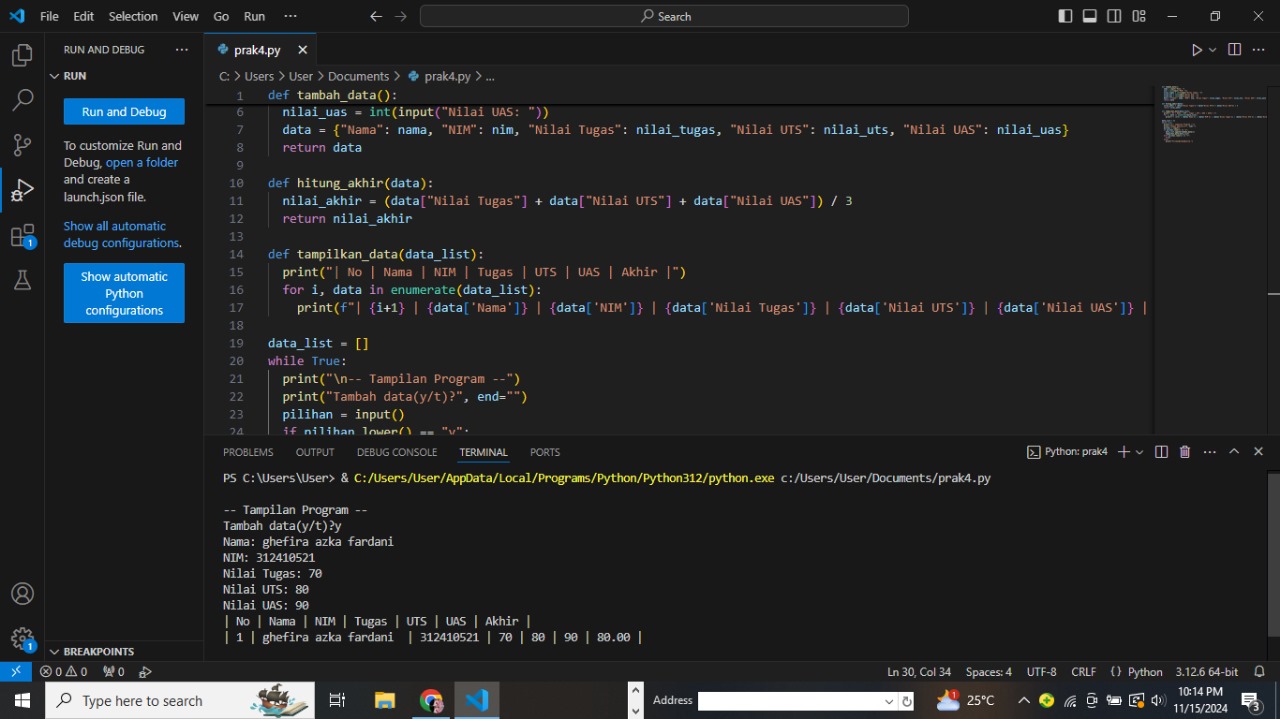 File Edit Selection View Go Run ··· Search
RUN AND DEBUG ···
prak4.py
RUN
Run and Debug
To customize Run and
Debug, open a folder
and create a
launch.json file.
Show all automatic
debug configurations.
Show automatic
Python
configurations
BREAKPOINTS
C: > Users > User > Documents > prak4.py > ...
1 def tambah_data():
6 nilai_uas = int(input("Nilai UAS: "))
7 data = {"Nama": nama, "NIM": nim, "Nilai Tugas": nilai_tugas, "Nilai UTS": nilai_uts, "Nilai UAS": nilai_uas}
8 return data
9
10 def hitung_akhir(data):
11 nilai_akhir = (data["Nilai Tugas"] + data["Nilai UTS"] + data["Nilai UAS"]) / 3
12 return nilai_akhir
13
14 def tampilkan_data(data_list):
15 print("| No | Nama | NIM | Tugas | UTS | UAS | Akhir |")
16 for i, data in enumerate(data_list):
17 print(f"| {i+1} | {data['Nama']} | {data['NIM']} | {data['Nilai Tugas']} | {data['Nilai UTS']} | {data['Nilai UAS']} |
18
19 data_list = []
20 while True:
21 print("\n-- Tampilan Program --")
22 print("Tambah data(y/t)?", end="")
23 pilihan = input()
24 if pilihan.lower() == "y":
PROBLEMS OUTPUT DEBUG CONSOLE TERMINAL PORTS Python: prak4
PS C:\Users\User> & C:/Users/User/AppData/Local/Programs/Python/Python312/python.exe c:/Users/User/Documents/prak4.py
-- Tampilan Program --
Tambah data(y/t)?y
Nama: ghefira azka fardani
NIM: 312410521
Nilai Tugas: 70
Nilai UTS: 80
Nilai UAS: 90
| No | Nama | NIM | Tugas | UTS | UAS | Akhir |
| 1 | ghefira azka fardani | 312410521 | 70 | 80 | 90 | 80.00 |
0 0 0 Ln 30, Col 34 Spaces: 4 UTF-8 CRLF {} Python 3.12.6 64-bit
Type here to search Address 1 25°C 10:14 PM
11/15/2024 3